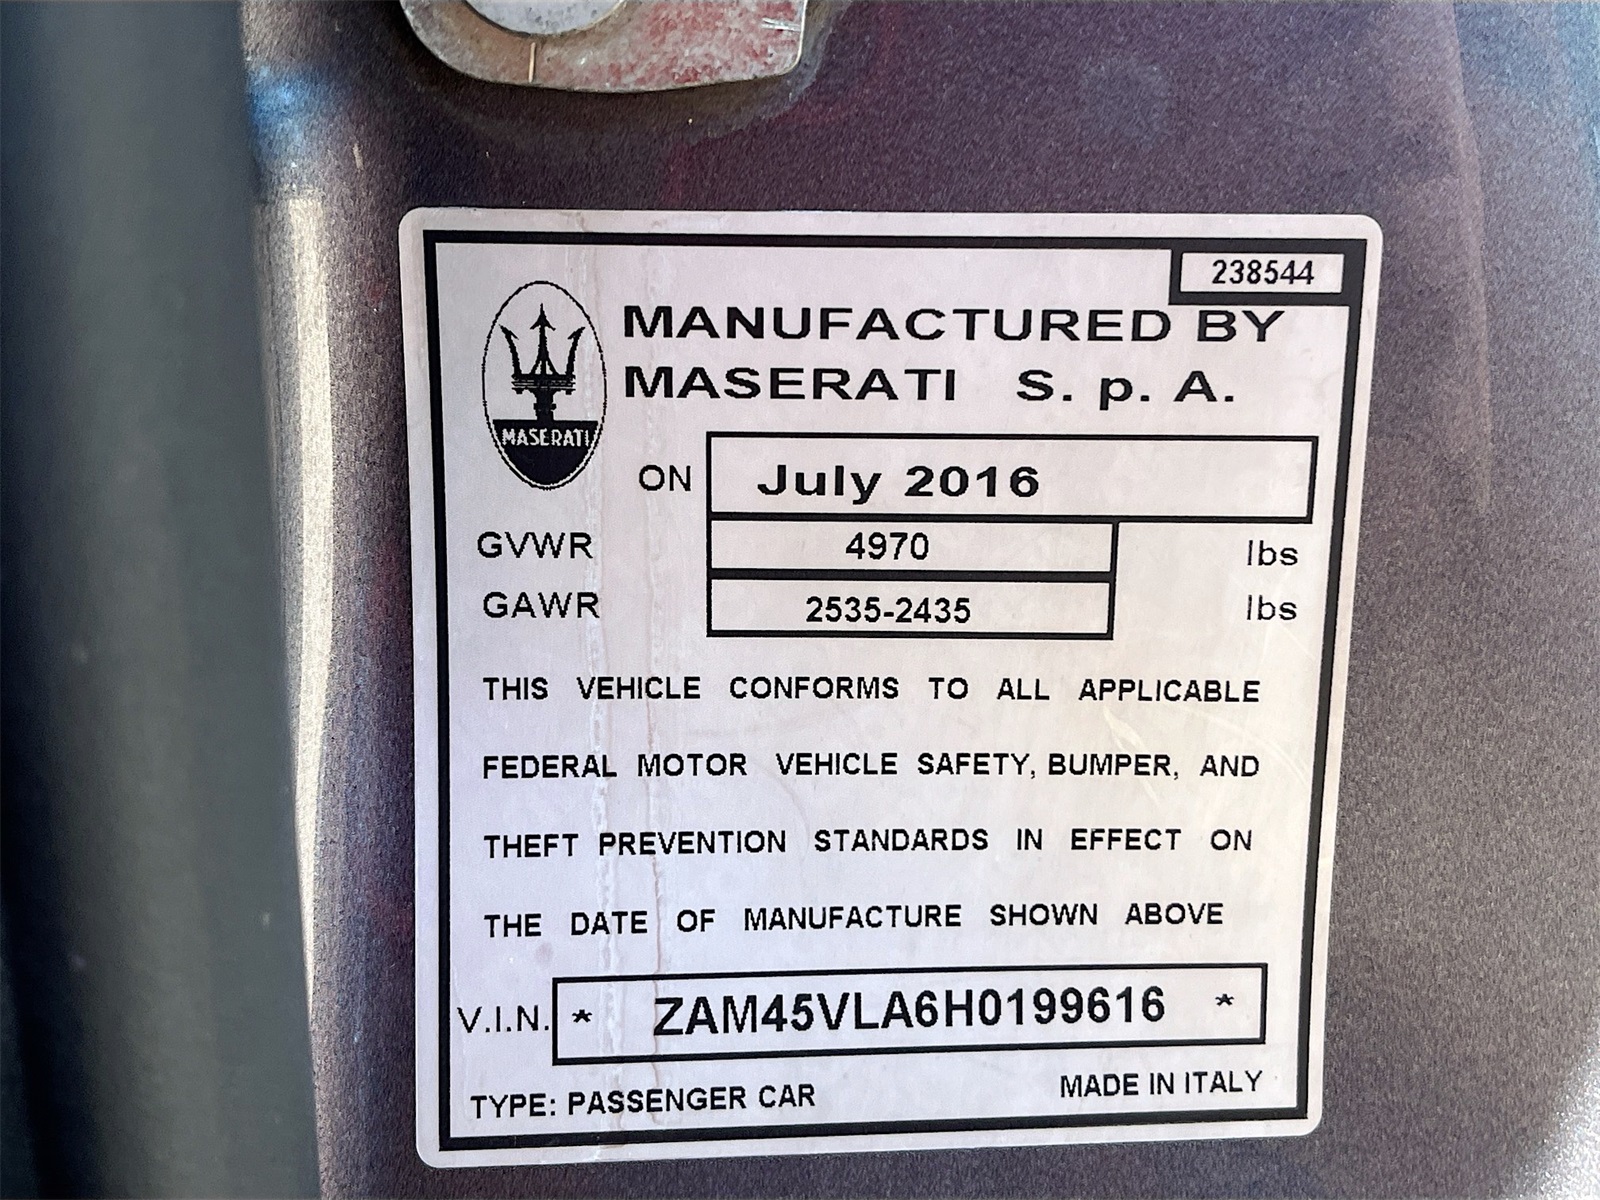 238544
MANUFACTURED BY
MASERATI S. p. A.
MASERATI
ON July 2016
GVWR 4970 lbs
GAWR 2535-2435 lbs
THIS VEHICLE CONFORMS TO ALL APPLICABLE
FEDERAL MOTOR VEHICLE SAFETY, BUMPER, AND
THEFT PREVENTION STANDARDS IN EFFECT ON
THE DATE OF MANUFACTURE SHOWN ABOVE
V.I.N. * ZAM45VLA6H0199616 *
TYPE: PASSENGER CAR MADE IN ITALY